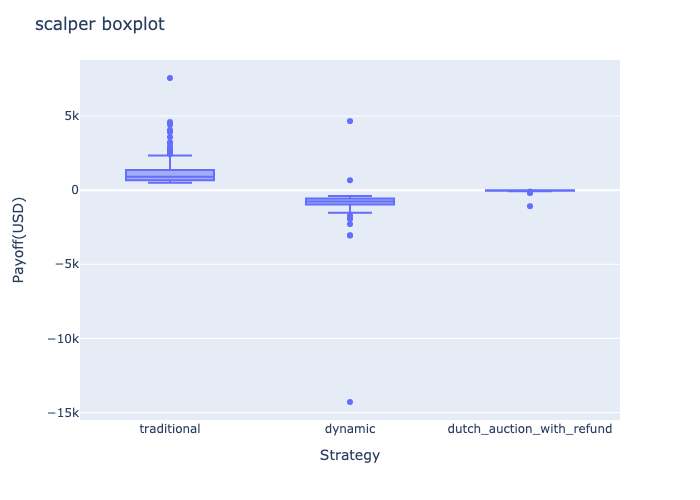 scalper boxplot
5k
0
−5k
−10k
−15k
Payoff(USD)
traditional
dynamic
dutch_auction_with_refund
Strategy